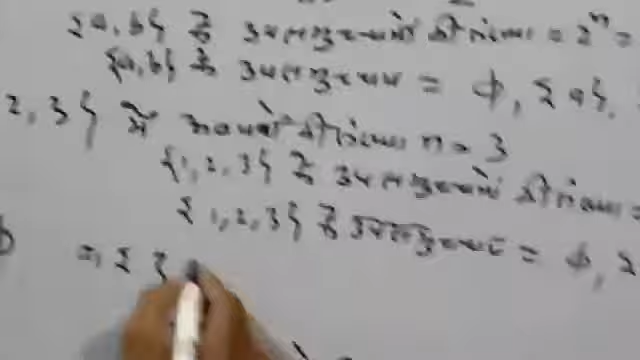 {a, b} के उपसमुच्चयों की संख्या = 2ⁿ =
{a, b} के उपसमुच्चय = ϕ, {a},
2, 3} में अवयवों की संख्या n = 3
{1, 2, 3} के उपसमुच्चयों की संख्या =
{1, 2, 3} के उपसमुच्चय = ϕ, {